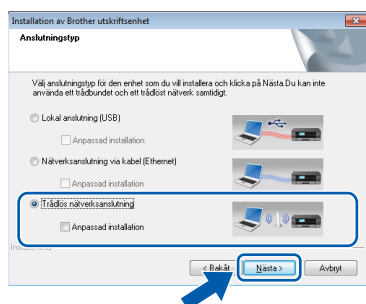 Installation av Brother utskriftsenhet
Anslutningstyp
Välj anslutningstyp för den enhet som du vill installera och klicka på Nästa.Du kan inte
använda ett trådbundet och ett trådlöst nätverk samtidigt.
Lokal anslutning (USB)
Anpassad installation
Nätverksanslutning via kabel (Ethernet)
Anpassad installation
Trådlös nätverksanslutning
Anpassad installation
< Bakåt Nästa > Avbryt